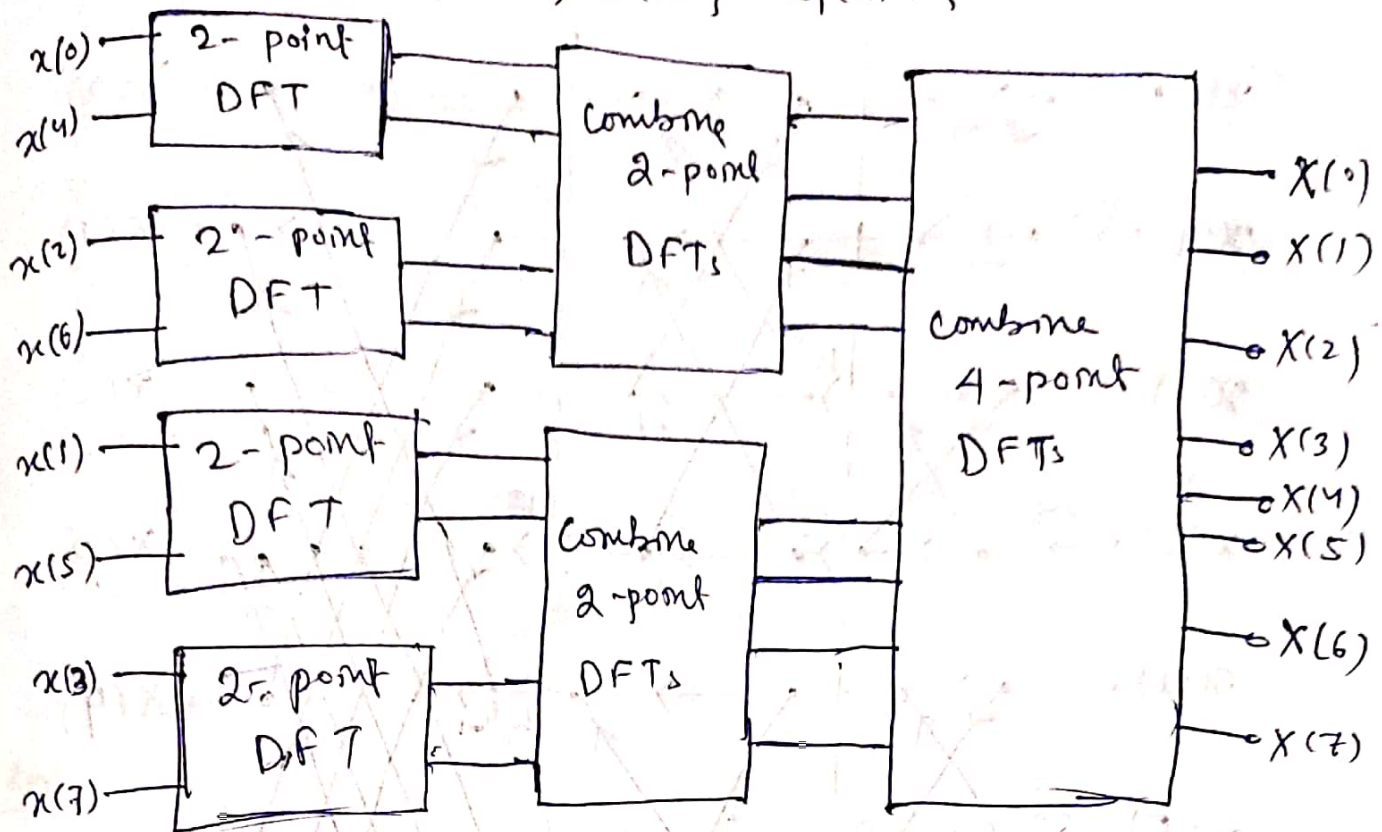 x(0)
x(4)
2- point
DFT
x(2)
x(6)
2 - point
DFT
x(1)
x(5)
2- point
DFT
x(3)
x(7)
2- point
DFT
Combine
2-point
DFTs
Combine
2-point
DFTs
Combine
4-point
DFTs
X(0)
X(1)
X(2)
X(3)
X(4)
X(5)
X(6)
X(7)